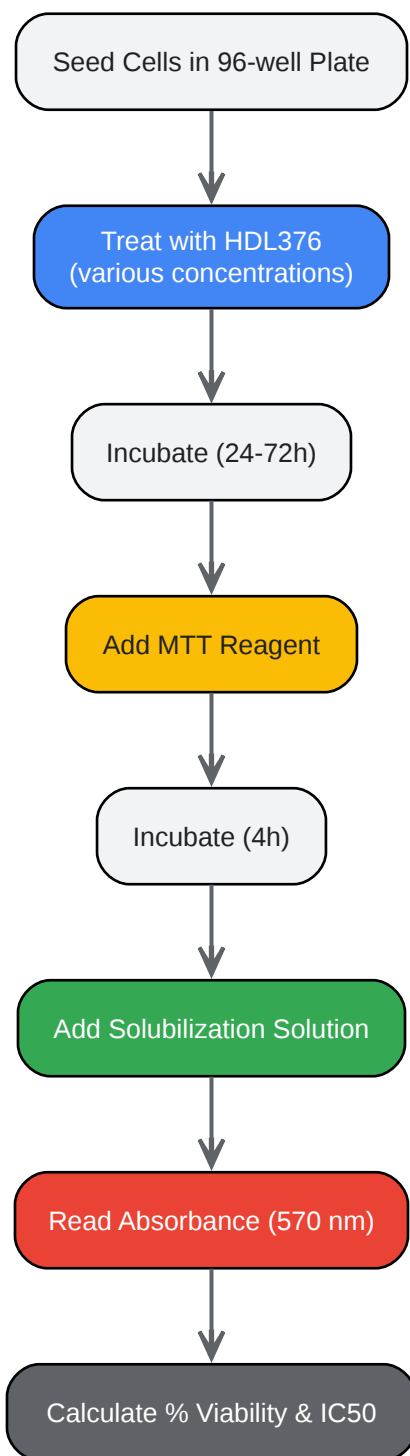 Seed Cells in 96-well Plate
Treat with HDL376
(various concentrations)
Incubate (24-72h)
Add MTT Reagent
Incubate (4h)
Add Solubilization Solution
Read Absorbance (570 nm)
Calculate % Viability & IC50